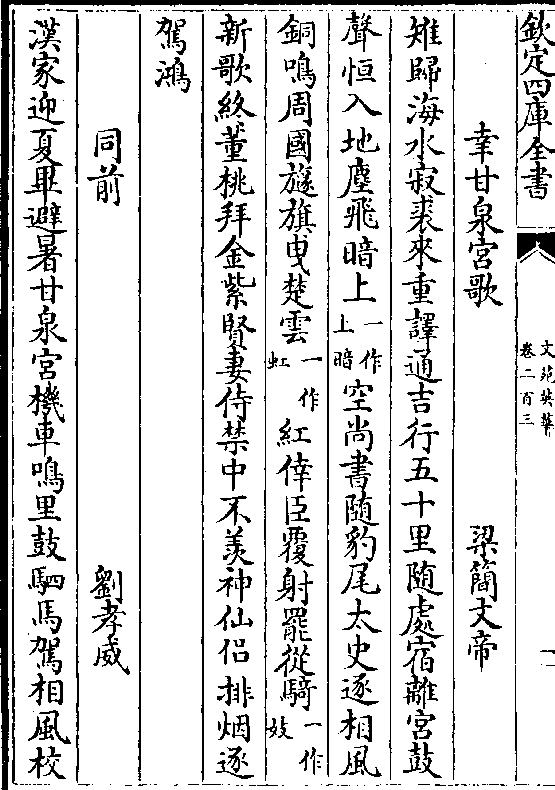 欽定四庫全書
文苑英華
卷二百三
幸甘泉宮歌　梁簡文帝
雉歸海水寂裘來重譯通吉行五十里隨處宿離宮鼓
聲恒入地塵飛暗上一作上暗空尚書隨豹尾太史逐相風
銅鳴周國鐩旗曳楚雲一作虹紅倖臣覆射罷從騎一作妓
新歌終董桃拜金紫賢妻侍禁中不羨神仙侣排烟逐
駕鴻
同前　劉孝威
漢家迎夏畢避暑甘泉宮機車鳴里鼓駟馬駕相風校